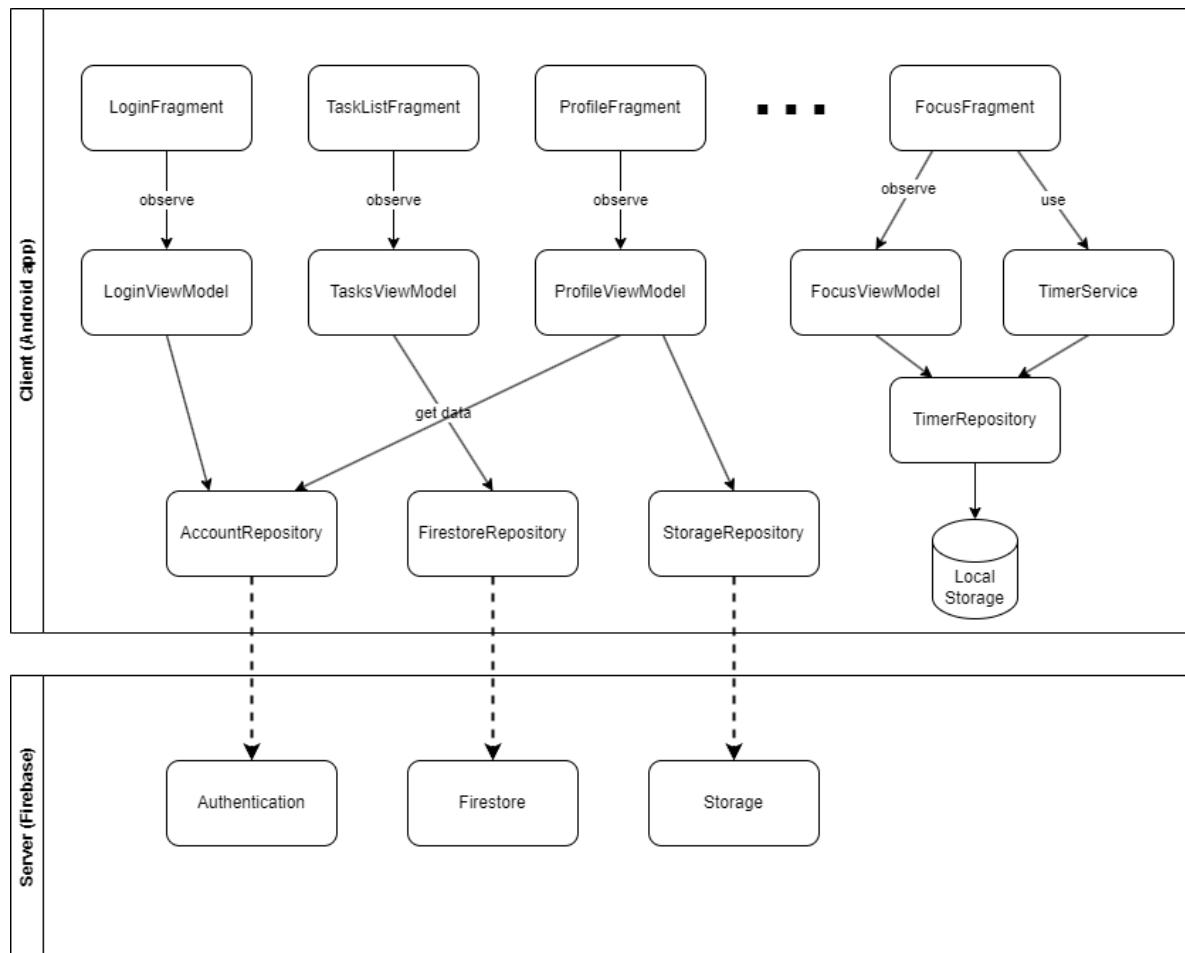 Client (Android app)
LoginFragment
TaskListFragment
ProfileFragment
FocusFragment
observe
observe
observe
observe
use
LoginViewModel
TasksViewModel
ProfileViewModel
FocusViewModel
TimerService
get data
TimerRepository
AccountRepository
FirestoreRepository
StorageRepository
Local
Storage
Server (Firebase)
Authentication
Firestore
Storage